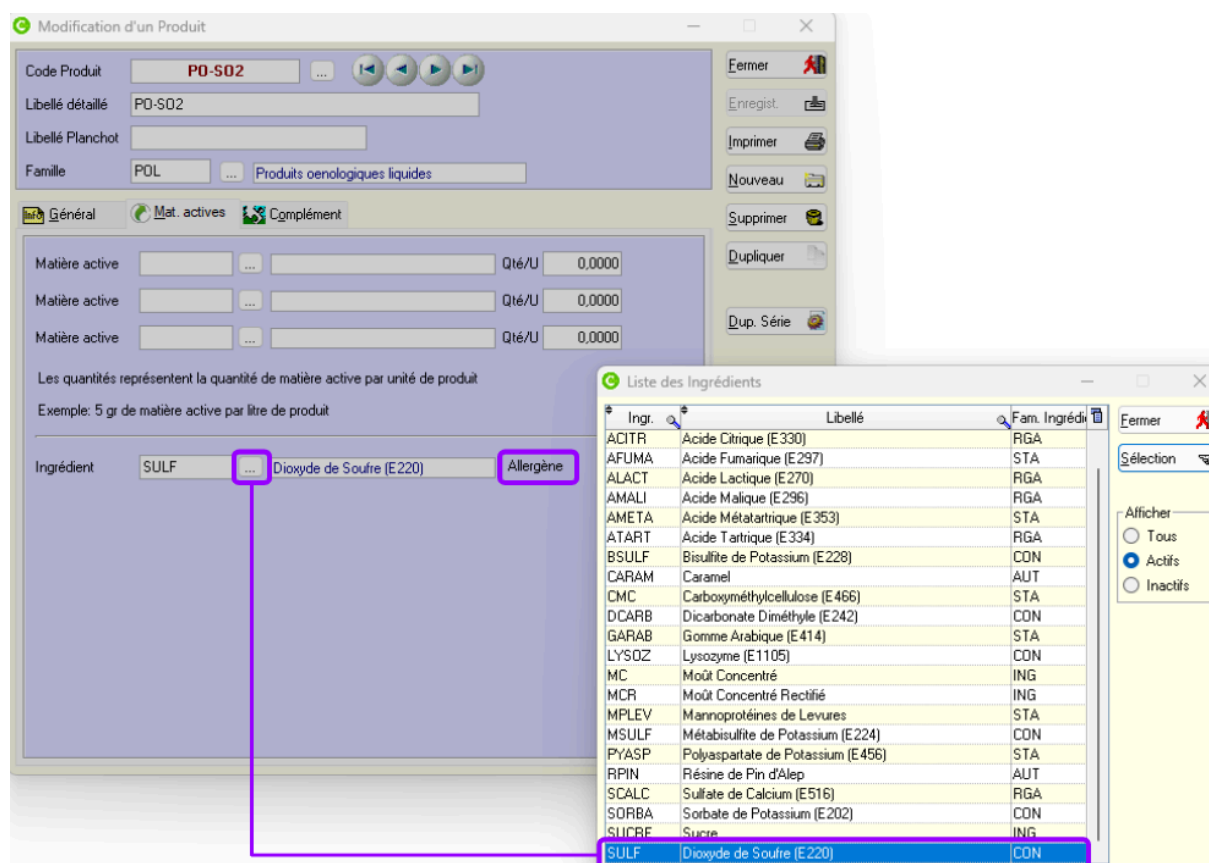 Modification d'un Produit
Code Produit PO-SO2 ...
Libellé détaillé PO-SO2
Libellé Planchot
Famille POL ... Produits oenologiques liquides
Fermer
Enregist.
Imprimer
Nouveau
Supprimer
Dupliquer
Dup. Série
Info Général Mat. actives Complément
Matière active ... Qté/U 0,0000
Matière active ... Qté/U 0,0000
Matière active ... Qté/U 0,0000
Les quantités représentent la quantité de matière active par unité de produit
Exemple: 5 gr de matière active par litre de produit
Ingrédient SULF ... Dioxyde de Soufre (E220) Allergène
Liste des Ingrédients
Ingr. Libellé Fam. Ingrédi
ACITR Acide Citrique (E330) RGA
AFUMA Acide Fumarique (E297) STA
ALACT Acide Lactique (E270) RGA
AMALI Acide Malique (E296) RGA
AMETA Acide Métatartrique (E353) STA
ATART Acide Tartrique (E334) RGA
BSULF Bisulfite de Potassium (E228) CON
CARAM Caramel AUT
CMC Carboxyméthylcellulose (E466) STA
DCARB Dicarbonate Diméthyle (E242) CON
GARAB Gomme Arabique (E414) STA
LYSOZ Lysozyme (E1105) CON
MC Moût Concentré ING
MCR Moût Concentré Rectifié ING
MPLEV Mannoprotéines de Levures STA
MSULF Métabisulfite de Potassium (E224) CON
PYASP Polyaspartate de Potassium (E456) STA
RPIN Résine de Pin d'Alep AUT
SCALC Sulfate de Calcium (E516) RGA
SORBA Sorbate de Potassium (E202) CON
SUCRE Sucre ING
SULF Dioxyde de Soufre (E220) CON
Fermer
Sélection
Afficher
Tous
Actifs
Inactifs